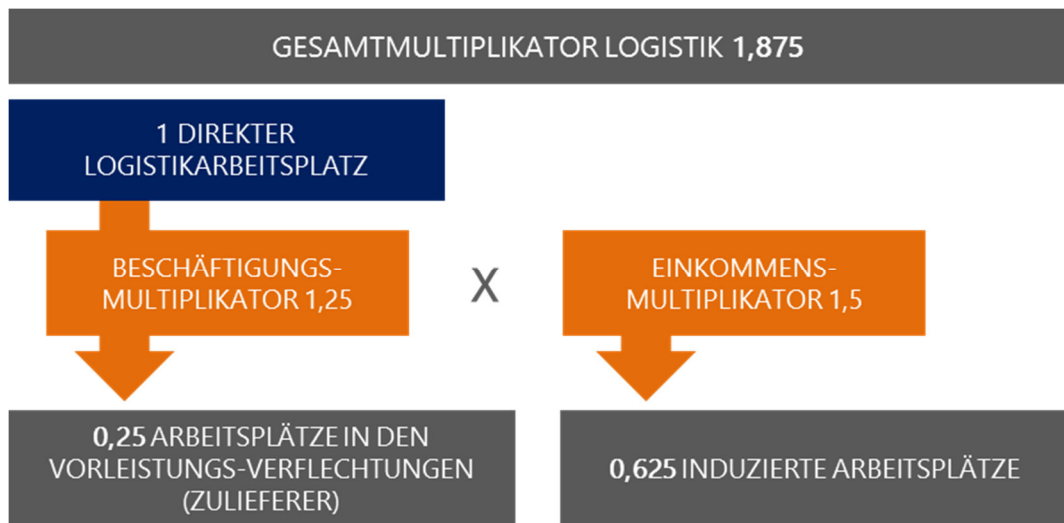 GESAMTMULTIPLIKATOR LOGISTIK 1,875
1 DIREKTER
LOGISTIKARBEITSPLATZ
BESCHÄFTIGUNGS-
MULTIPLIKATOR 1,25
X
EINKOMMENS-
MULTIPLIKATOR 1,5
0,25 ARBEITSPLÄTZE IN DEN
VORLEISTUNGS-VERFLECHTUNGEN
(ZULIEFERER)
0,625 INDUZIERTE ARBEITSPLÄTZE